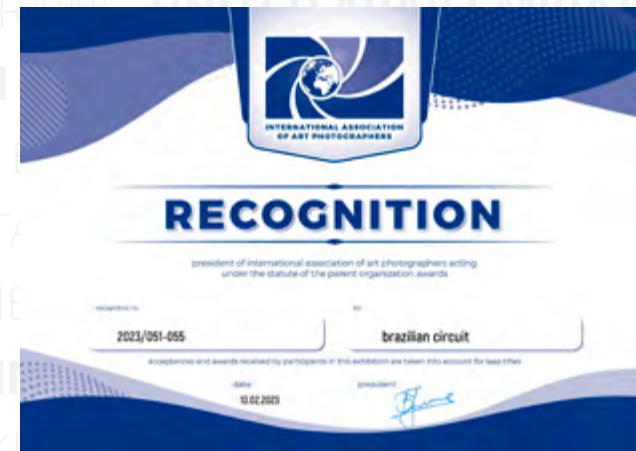 INTERNATIONAL ASSOCIATION
OF ART PHOTOGRAPHERS
RECOGNITION
president of international association of art photographers acting
under the statute of the parent organization awards
recognition no
to
2023/051-055
brazilian circuit
acceptances and awards received by participants in this exhibition are taken into account for iaap titles
date
president
13.02.2023